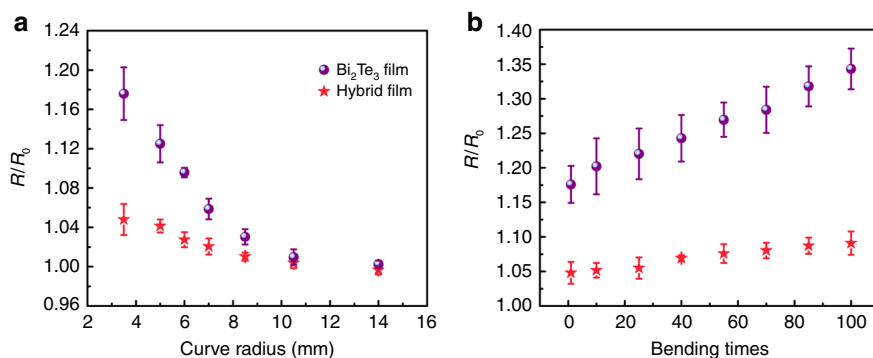 a
1.24
1.20
1.16
1.12
1.08
1.04
1.00
0.96
R/R₀
Bi₂Te₃ film
Hybrid film
2 4 6 8 10 12 14 16
Curve radius (mm)
b
1.40
1.35
1.30
1.25
1.20
1.15
1.10
1.05
1.00
R/R₀
0 20 40 60 80 100
Bending times